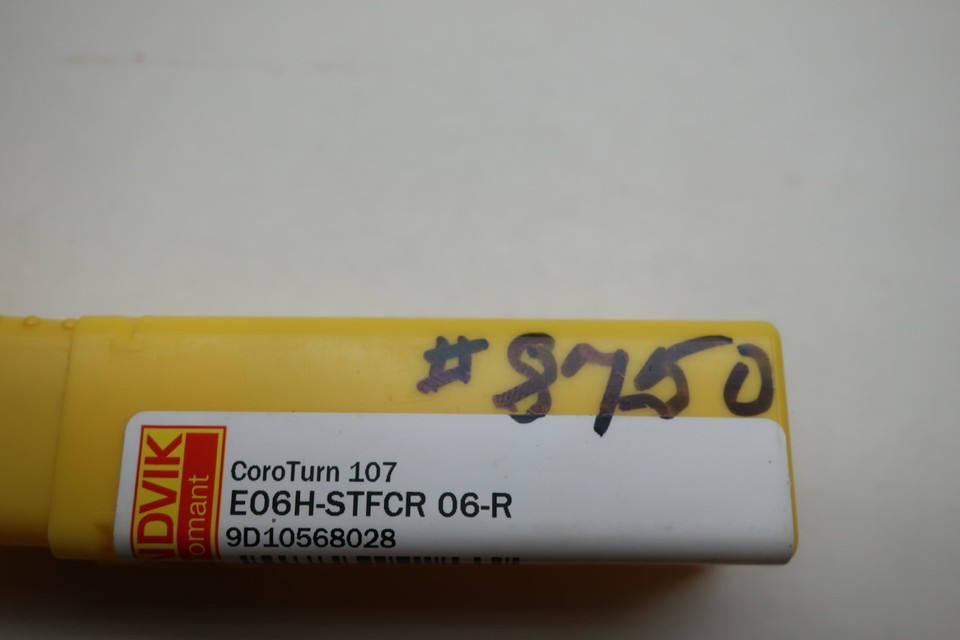 #8750
NDVIK
omant
CoroTurn 107
E06H-STFCR 06-R
9D10568028